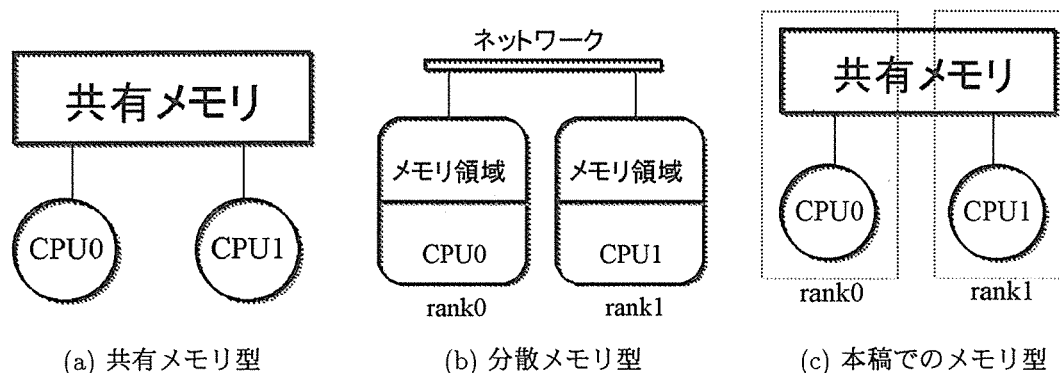 共有メモリ
CPU0
CPU1
(a) 共有メモリ型
ネットワーク
メモリ領域
メモリ領域
CPU0
CPU1
rank0
rank1
(b) 分散メモリ型
共有メモリ
CPU0
CPU1
rank0
rank1
(c) 本稿でのメモリ型